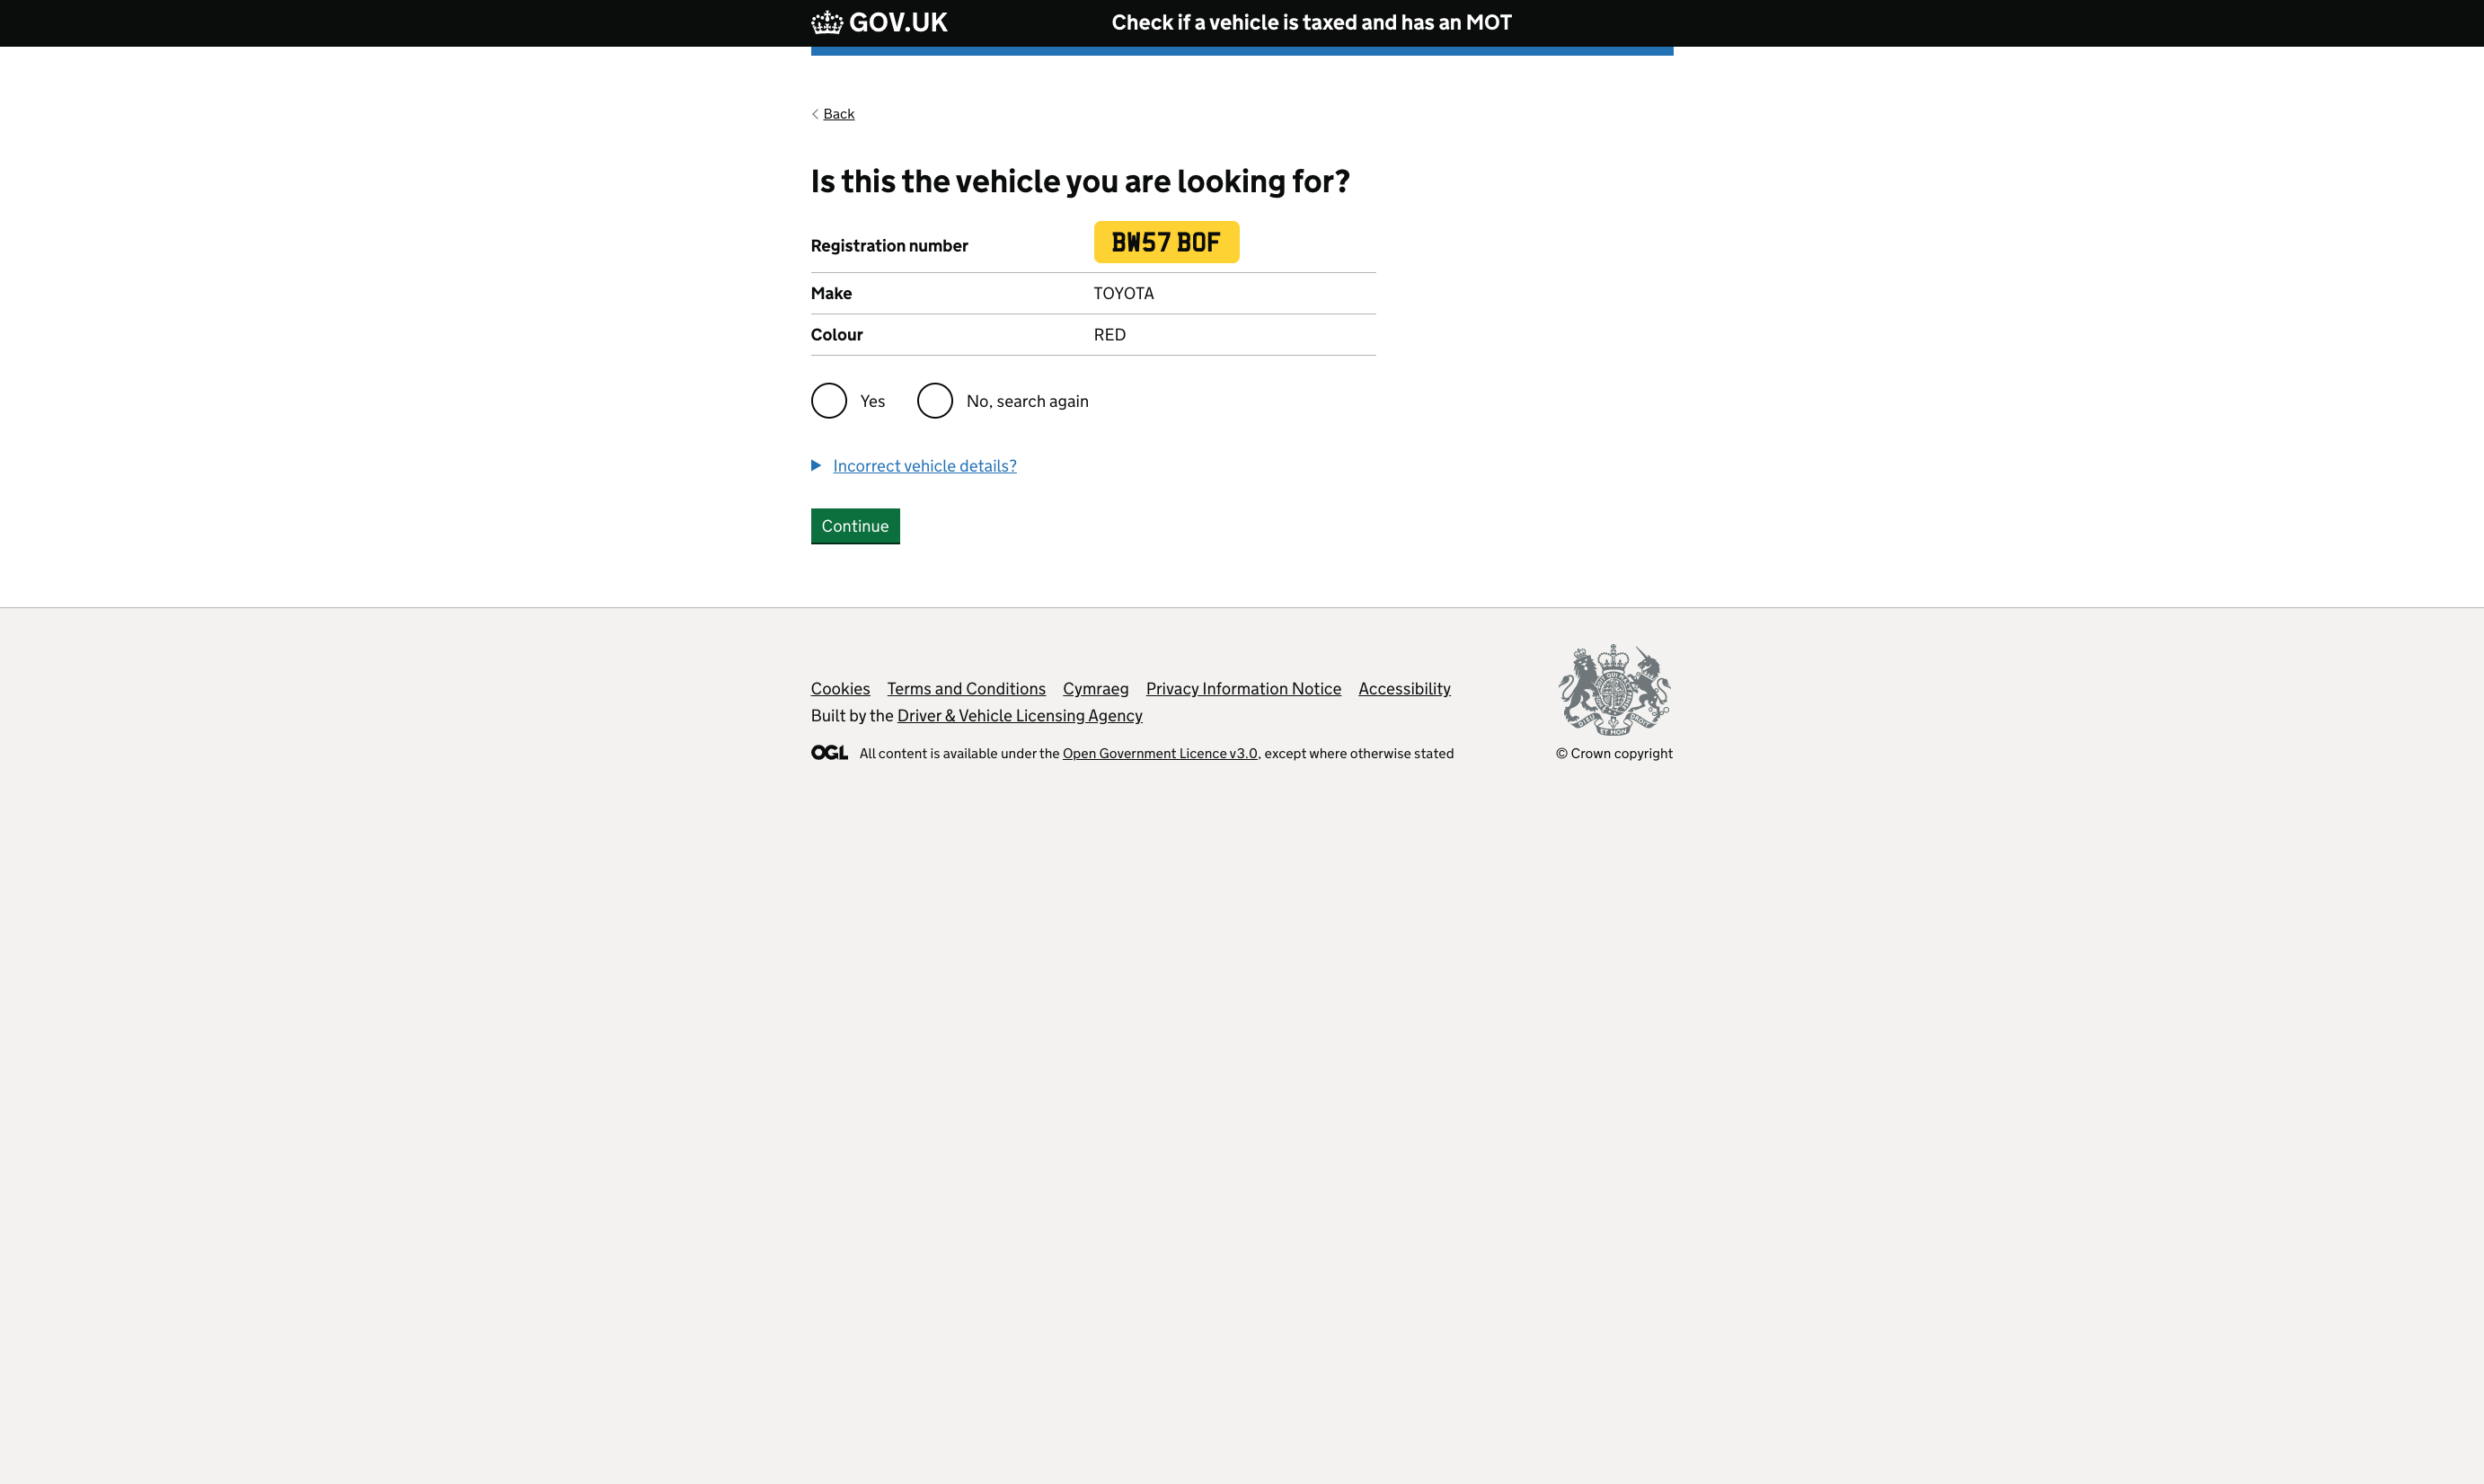 GOV.UK Check if a vehicle is taxed and has an MOT
Back
Is this the vehicle you are looking for?
Registration number BW57 BOF
Make TOYOTA
Colour RED
Yes No, search again
Incorrect vehicle details?
Continue
Cookies Terms and Conditions Cymraeg Privacy Information Notice Accessibility
Built by the Driver & Vehicle Licensing Agency
OGL All content is available under the Open Government Licence v3.0, except where otherwise stated
© Crown copyright